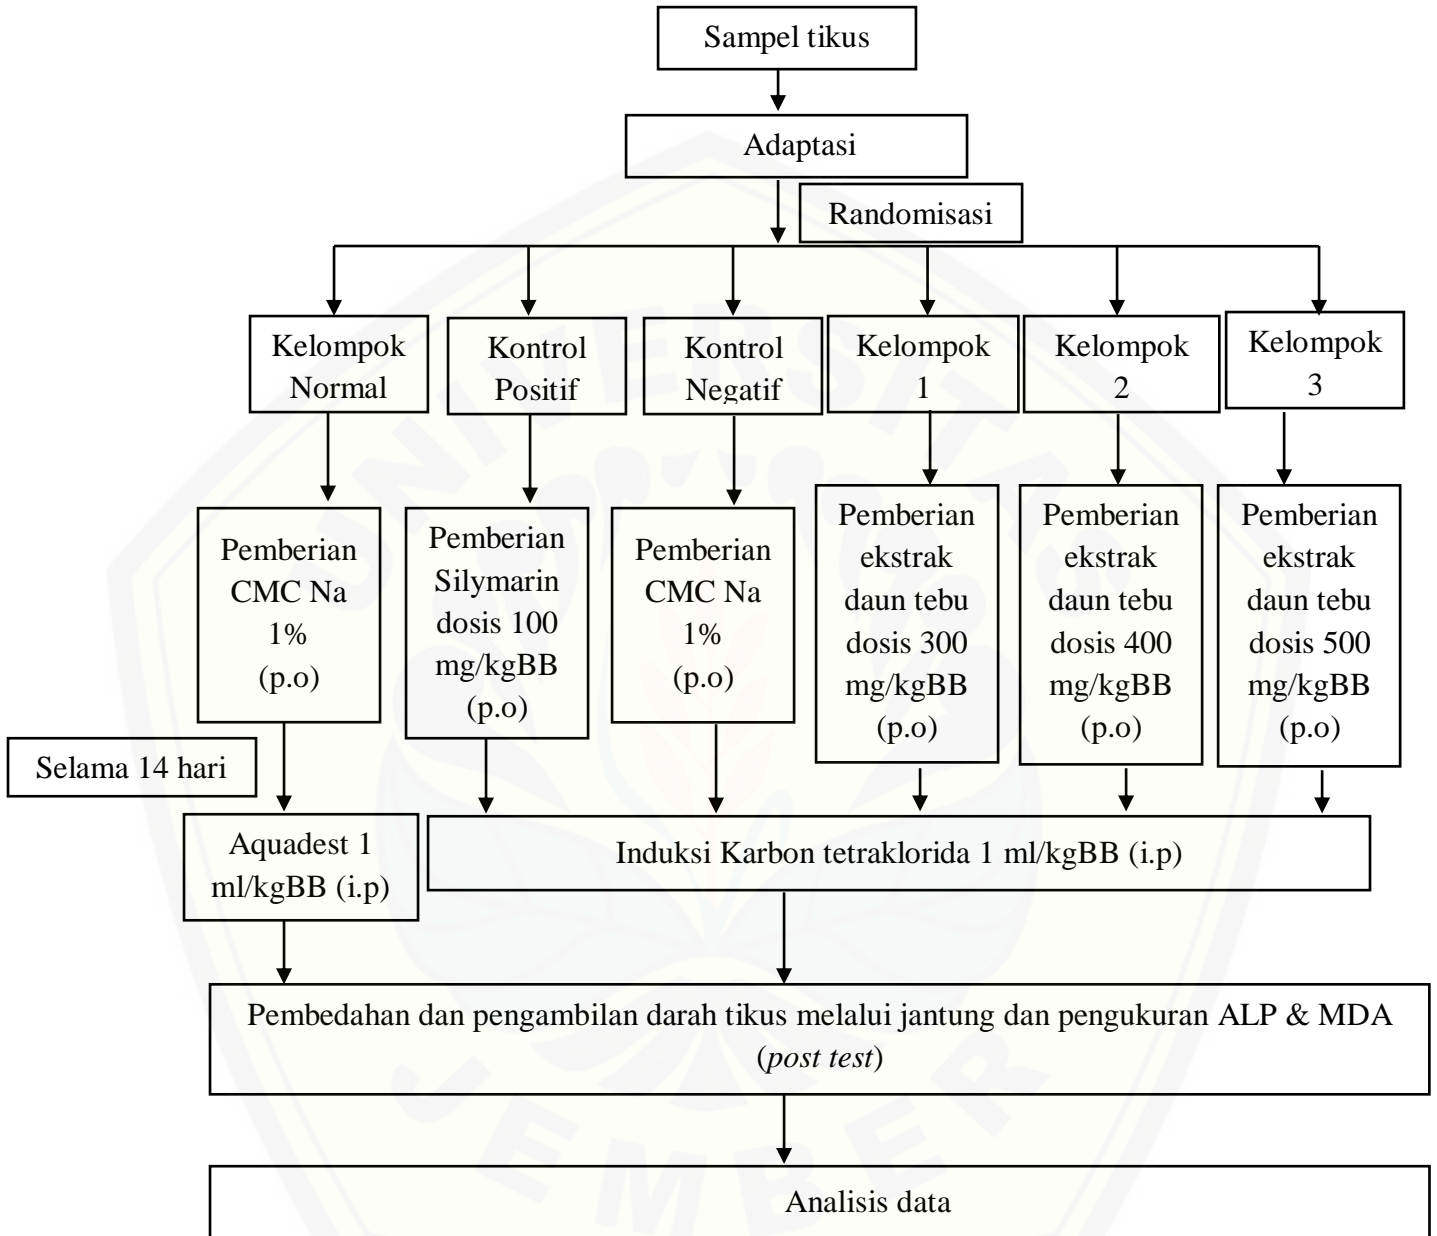 Sampel tikus
Adaptasi
Randomisasi
Kelompok
Normal
Kontrol
Positif
Kontrol
Negatif
Kelompok
1
Kelompok
2
Kelompok
3
Pemberian
CMC Na
1%
(p.o)
Pemberian
Silymarin
dosis 100
mg/kgBB
(p.o)
Pemberian
CMC Na
1%
(p.o)
Pemberian
ekstrak
daun tebu
dosis 300
mg/kgBB
(p.o)
Pemberian
ekstrak
daun tebu
dosis 400
mg/kgBB
(p.o)
Pemberian
ekstrak
daun tebu
dosis 500
mg/kgBB
(p.o)
Selama 14 hari
Aquadest 1
ml/kgBB (i.p)
Induksi Karbon tetraklorida 1 ml/kgBB (i.p)
Pembedahan dan pengambilan darah tikus melalui jantung dan pengukuran ALP & MDA
(post test)
Analisis data
UNIVERSITAS
JEMBER